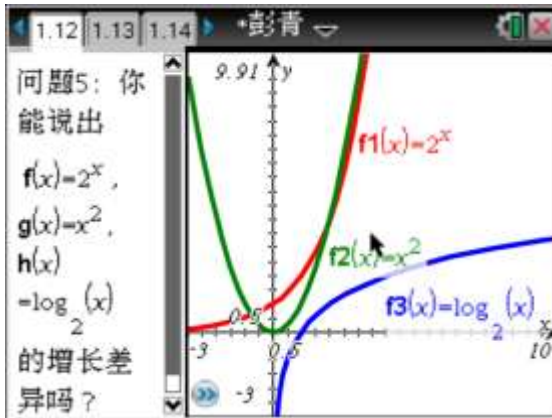 1.12 1.13 1.14 *彭青
问题5：你
能说出
f(x)=2^x ,
g(x)=x^2 ,
h(x)
=log_2(x)
的增长差
异吗？
9.91 y
f1(x)=2^x
f2(x)=x^2
f3(x)=log_2(x)
0.5
x
-3 0.5 10
-3